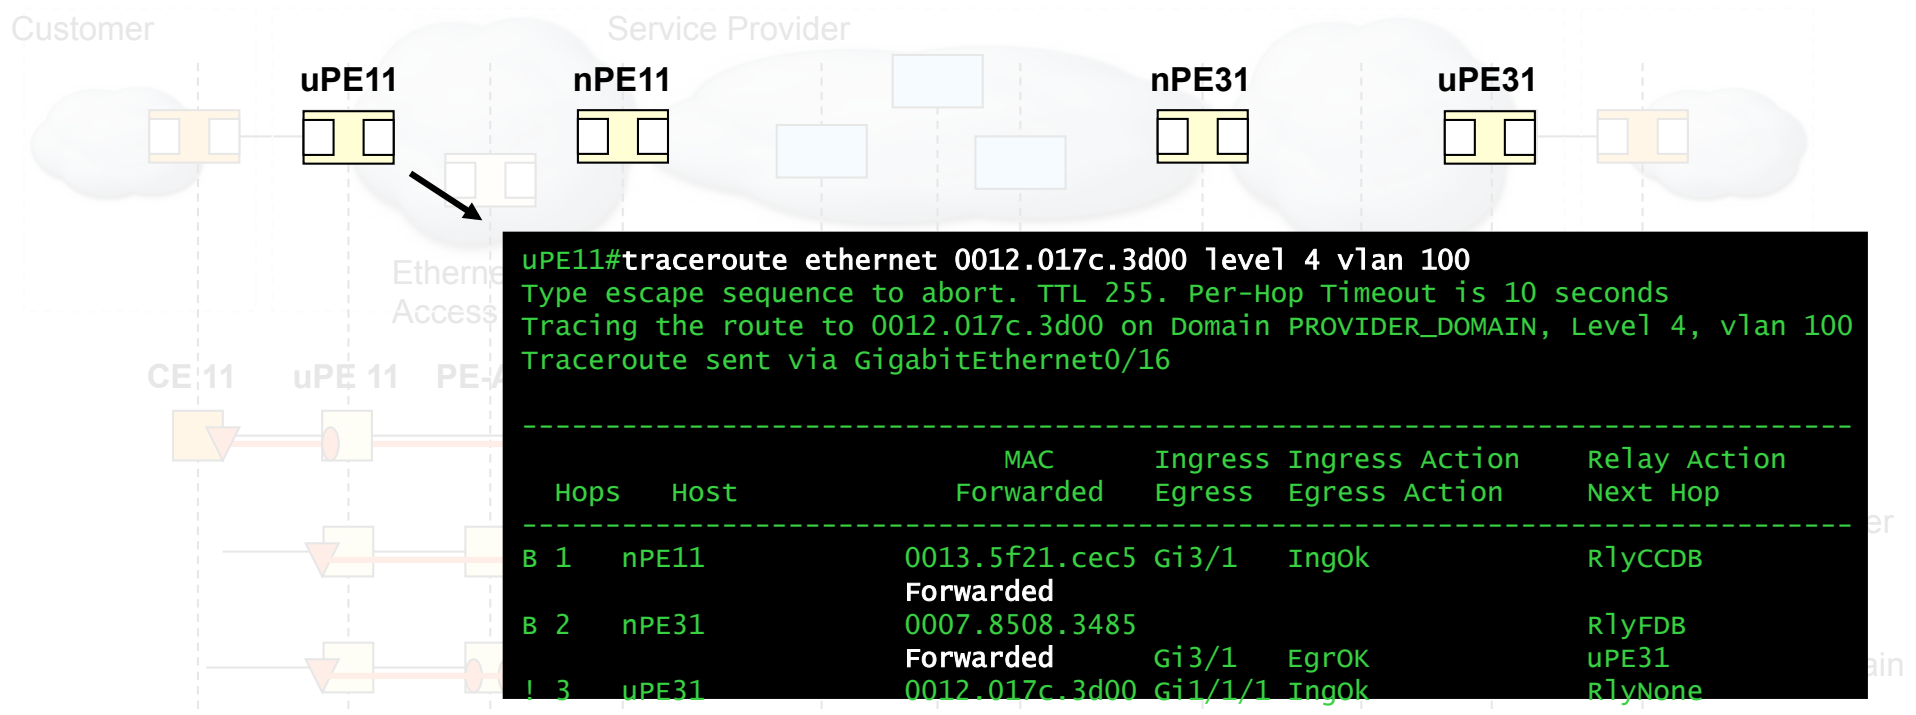 Customer
Service Provider
uPE11
nPE11
nPE31
uPE31
uPE11#traceroute ethernet 0012.017c.3d00 level 4 vlan 100
Type escape sequence to abort. TTL 255. Per-Hop Timeout is 10 seconds
Tracing the route to 0012.017c.3d00 on Domain PROVIDER_DOMAIN, Level 4, vlan 100
Traceroute sent via GigabitEthernet0/16
Access
CE 11 uPE 11
--------------------------------------------------------------------------------
MAC Ingress Ingress Action Relay Action
Hops Host Forwarded Egress Egress Action Next Hop
--------------------------------------------------------------------------------
B 1 nPE11 0013.5f21.cec5 Gi3/1 IngOk RlyCCDB
Forwarded
B 2 nPE31 0007.8508.3485 RlyFDB
Forwarded Gi3/1 EgrOK uPE31
! 3 uPE31 0012.017c.3d00 Gi1/1/1 IngOk RlyNone